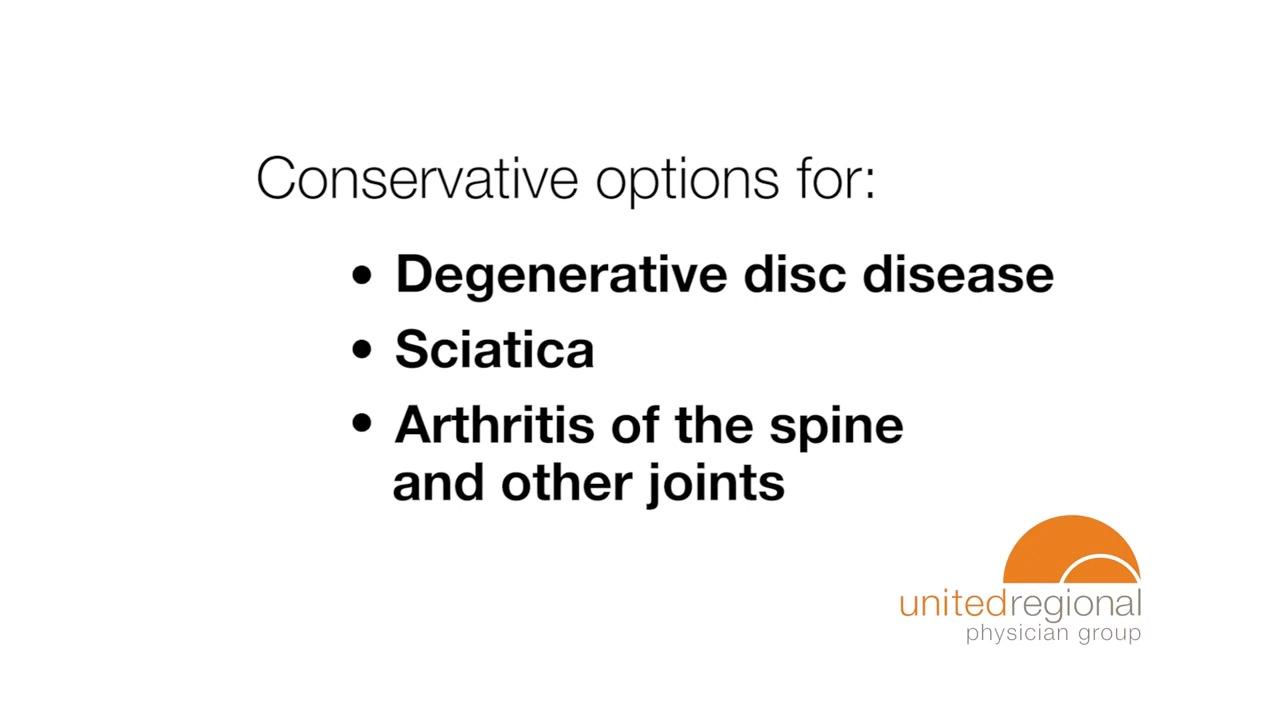 Conservative options for:
• Degenerative disc disease
• Sciatica
• Arthritis of the spine
and other joints
unitedregional
physician group